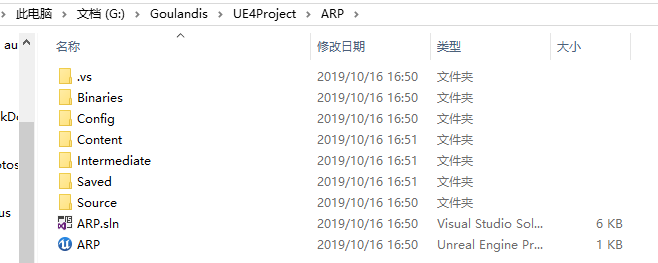 此电脑 > 文档 (G:) > Goulandis > UE4Project > ARP >
名称 修改日期 类型 大小
au
.vs 2019/10/16 16:50 文件夹
Binaries 2019/10/16 16:50 文件夹
kDo Config 2019/10/16 16:50 文件夹
Content 2019/10/16 16:51 文件夹
otos Intermediate 2019/10/16 16:51 文件夹
Saved 2019/10/16 16:51 文件夹
us Source 2019/10/16 16:50 文件夹
ARP.sln 2019/10/16 16:50 Visual Studio Sol... 6 KB
ARP 2019/10/16 16:50 Unreal Engine Pr... 1 KB